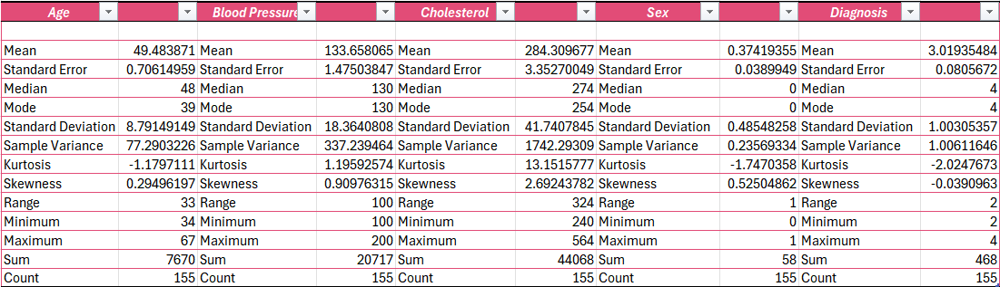 Age Blood Pressure Cholesterol Sex Diagnosis
Mean 49.483871 Mean 133.658065 Mean 284.309677 Mean 0.37419355 Mean 3.01935484
Standard Error 0.70614959 Standard Error 1.47503847 Standard Error 3.35270049 Standard Error 0.0389949 Standard Error 0.0805672
Median 48 Median 130 Median 274 Median 0 Median 4
Mode 39 Mode 130 Mode 254 Mode 0 Mode 4
Standard Deviation 8.79149149 Standard Deviation 18.3640808 Standard Deviation 41.7407845 Standard Deviation 0.48548258 Standard Deviation 1.00305357
Sample Variance 77.2903226 Sample Variance 337.239464 Sample Variance 1742.29309 Sample Variance 0.23569334 Sample Variance 1.00611646
Kurtosis -1.1797111 Kurtosis 1.19592574 Kurtosis 13.1515777 Kurtosis -1.7470358 Kurtosis -2.0247673
Skewness 0.29496197 Skewness 0.90976315 Skewness 2.69243782 Skewness 0.52504862 Skewness -0.0390963
Range 33 Range 100 Range 324 Range 1 Range 2
Minimum 34 Minimum 100 Minimum 240 Minimum 0 Minimum 2
Maximum 67 Maximum 200 Maximum 564 Maximum 1 Maximum 4
Sum 7670 Sum 20717 Sum 44068 Sum 58 Sum 468
Count 155 Count 155 Count 155 Count 155 Count 155